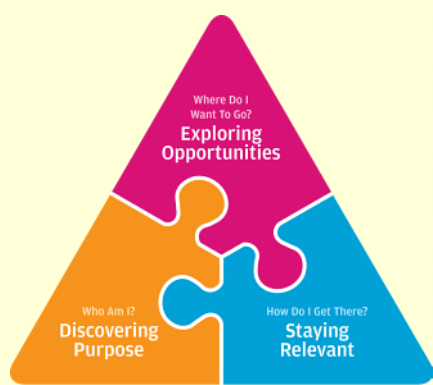 Where Do I
Want To Go?
Exploring
Opportunities
Who Am I?
Discovering
Purpose
How Do I Get There?
Staying
Relevant